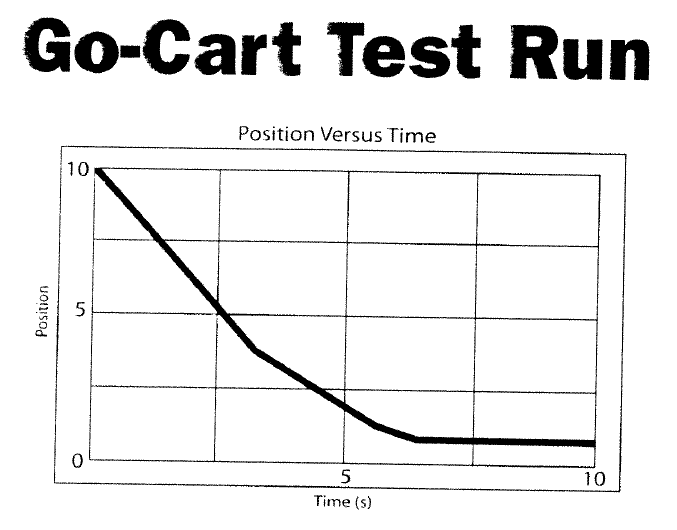 Go-Cart Test Run
Position Versus Time
10
5
0
Position
5
10
Time (s)